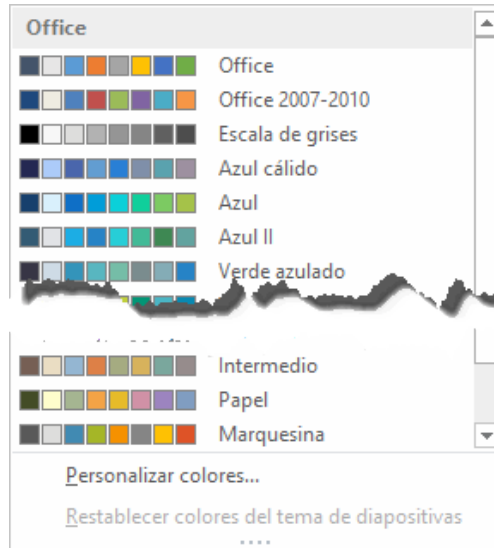 Office
Office
Office 2007-2010
Escala de grises
Azul cálido
Azul
Azul II
Verde azulado
Intermedio
Papel
Marquesina
Personalizar colores...
Restablecer colores del tema de diapositivas